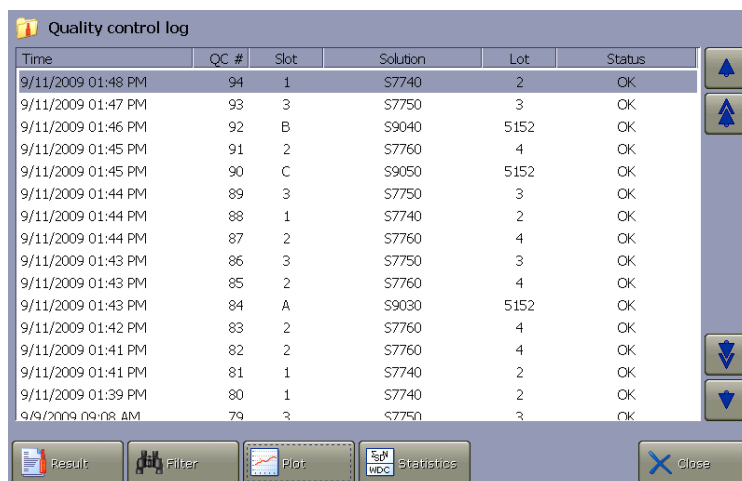 Quality control log
Time QC # Slot Solution Lot Status
9/11/2009 01:48 PM 94 1 S7740 2 OK
9/11/2009 01:47 PM 93 3 S7750 3 OK
9/11/2009 01:46 PM 92 B S9040 5152 OK
9/11/2009 01:45 PM 91 2 S7760 4 OK
9/11/2009 01:45 PM 90 C S9050 5152 OK
9/11/2009 01:44 PM 89 3 S7750 3 OK
9/11/2009 01:44 PM 88 1 S7740 2 OK
9/11/2009 01:44 PM 87 2 S7760 4 OK
9/11/2009 01:43 PM 86 3 S7750 3 OK
9/11/2009 01:43 PM 85 2 S7760 4 OK
9/11/2009 01:43 PM 84 A S9030 5152 OK
9/11/2009 01:42 PM 83 2 S7760 4 OK
9/11/2009 01:41 PM 82 2 S7760 4 OK
9/11/2009 01:41 PM 81 1 S7740 2 OK
9/11/2009 01:39 PM 80 1 S7740 2 OK
9/9/2009 09:08 AM 79 3 S7750 3 OK
Result Filter Plot ΣSDN WDC Statistics Close